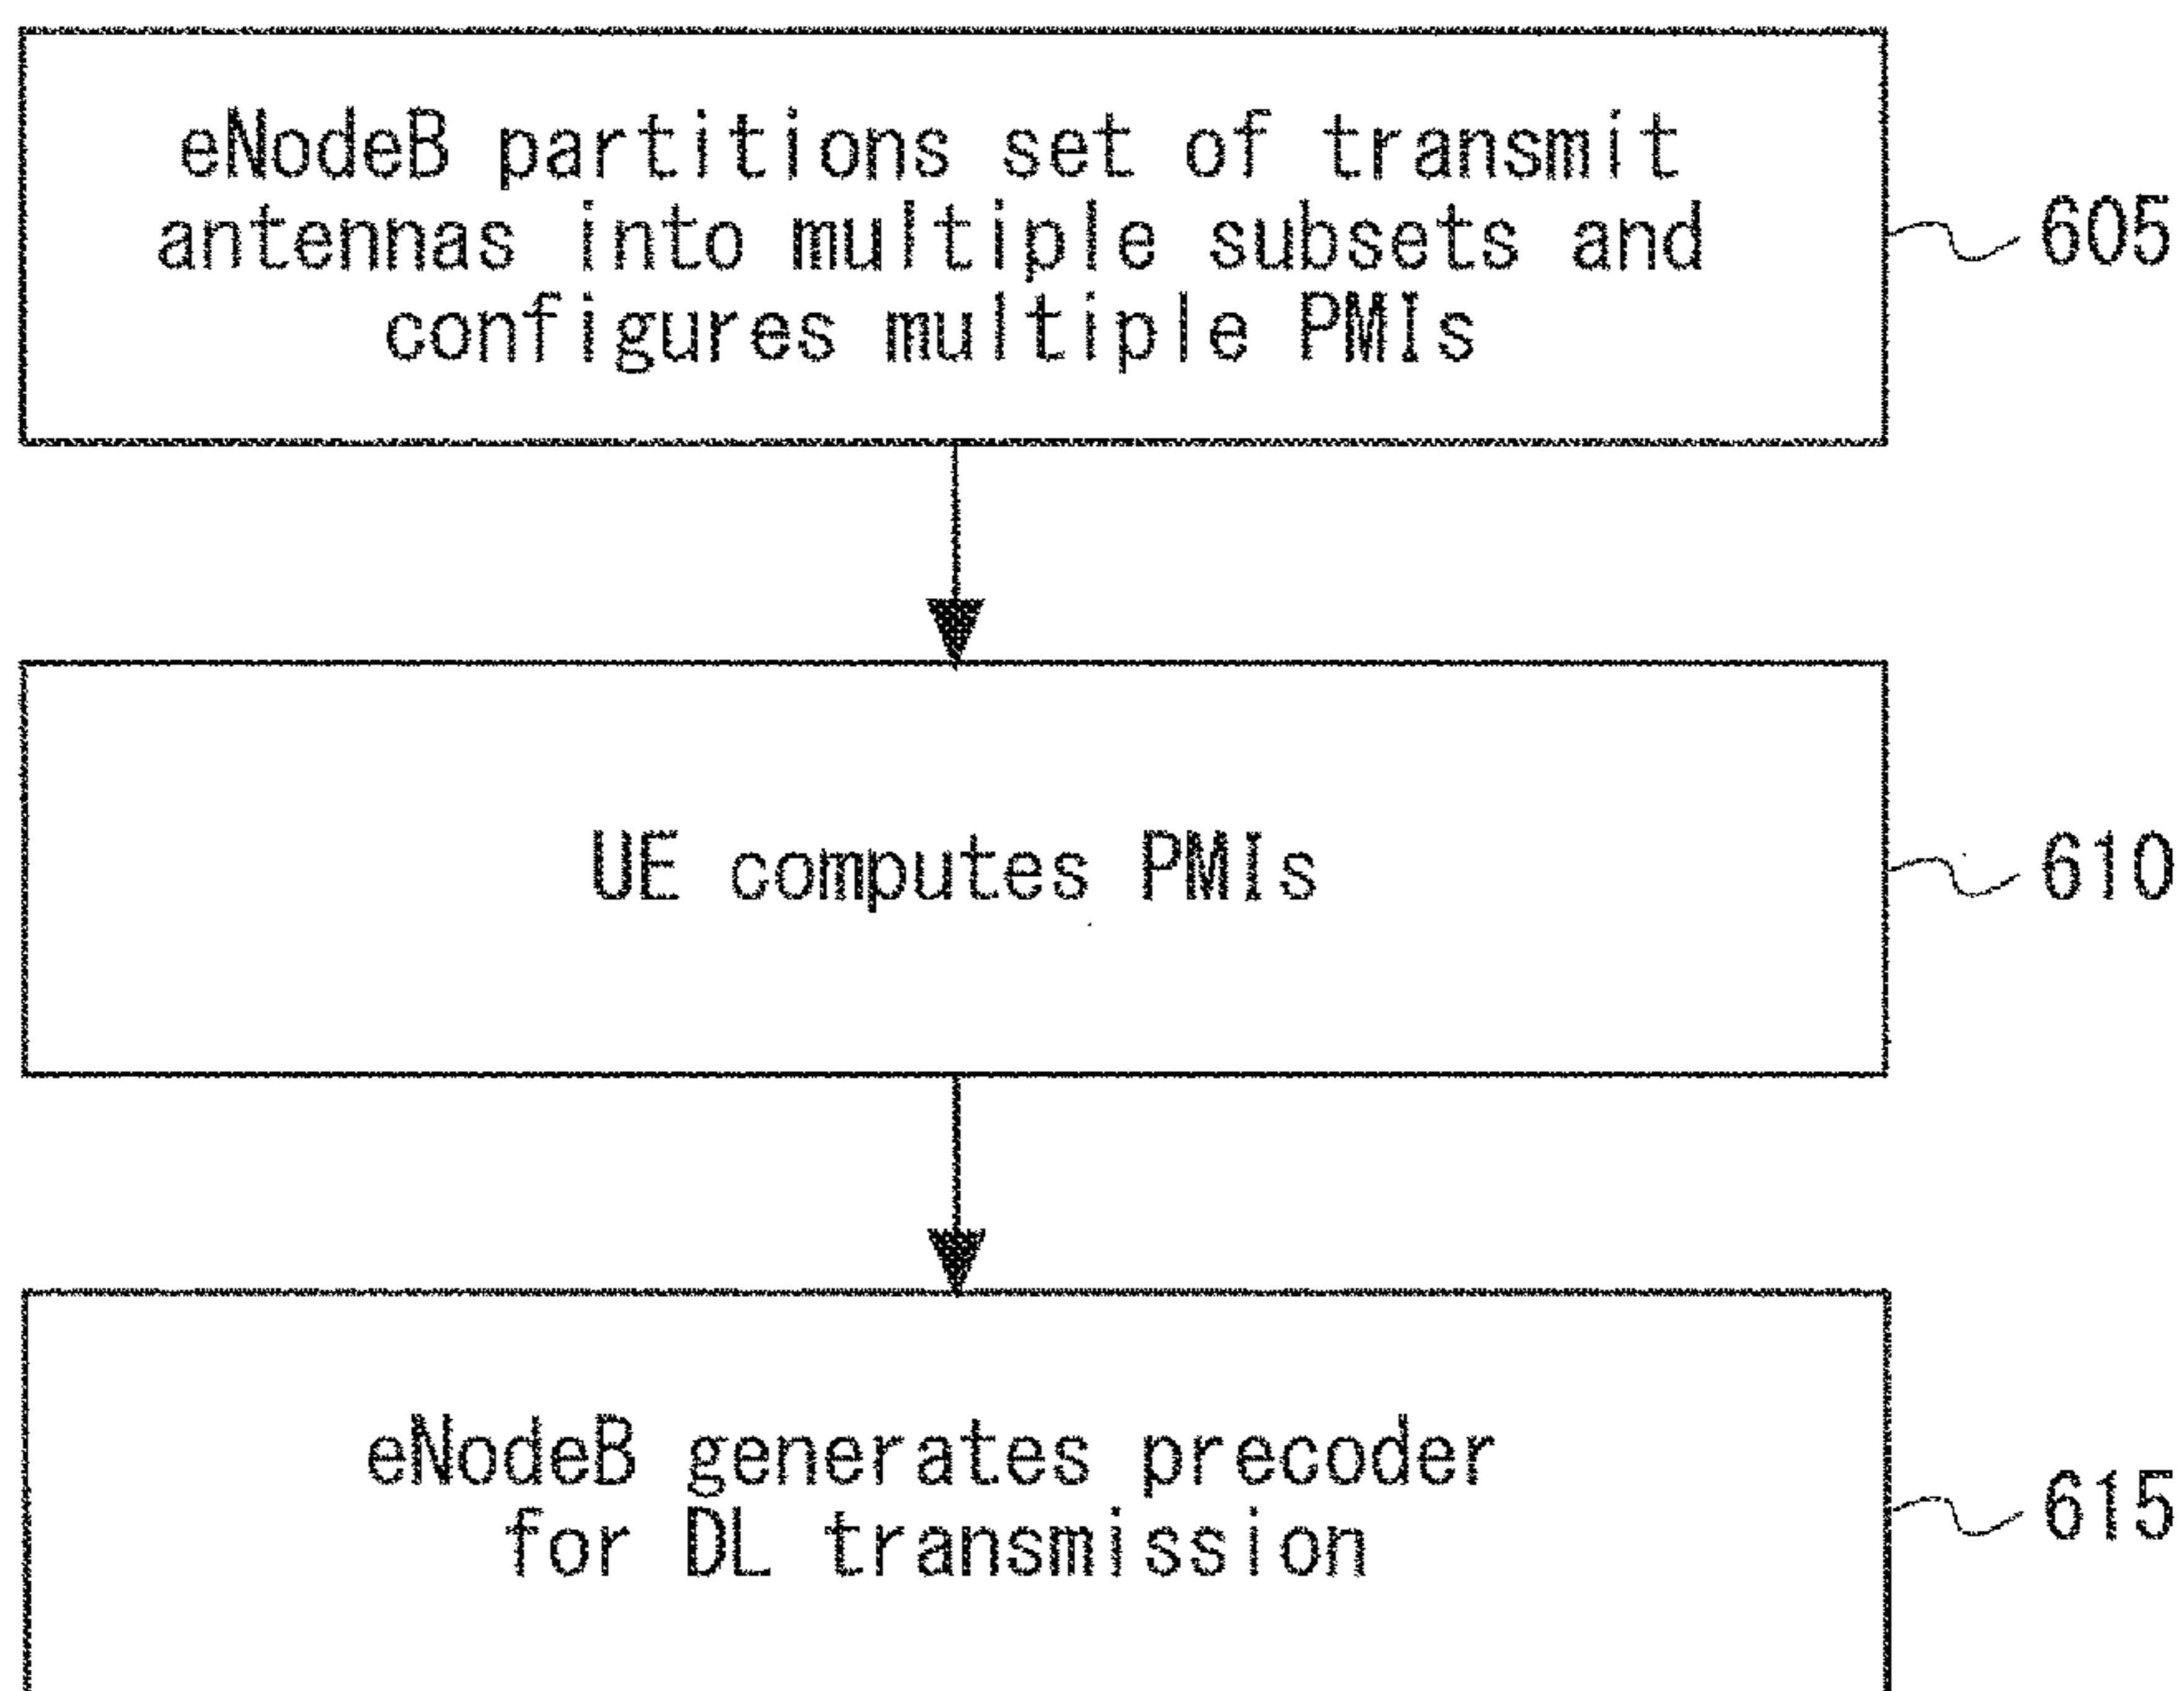 eNodeB partitions set of transmit
antennas into multiple subsets and
configures multiple PMIs
605
UE computes PMIs
610
eNodeB generates precoder
for DL transmission
615